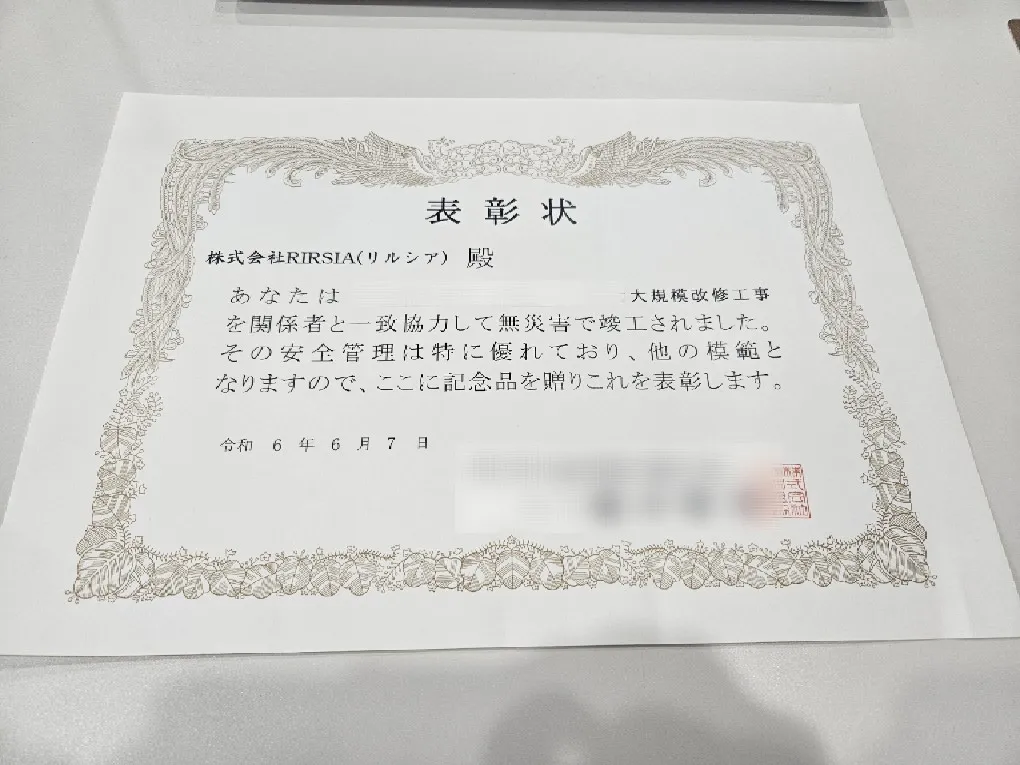 表彰状
株式会社RIRSIA(リルシア) 殿
あなたは 大規模改修工事
を関係者と一致協力して無災害で竣工されました。
その安全管理は特に優れており、他の模範と
なりますので、ここに記念品を贈りこれを表彰します。
令和 6 年 6 月 7 日